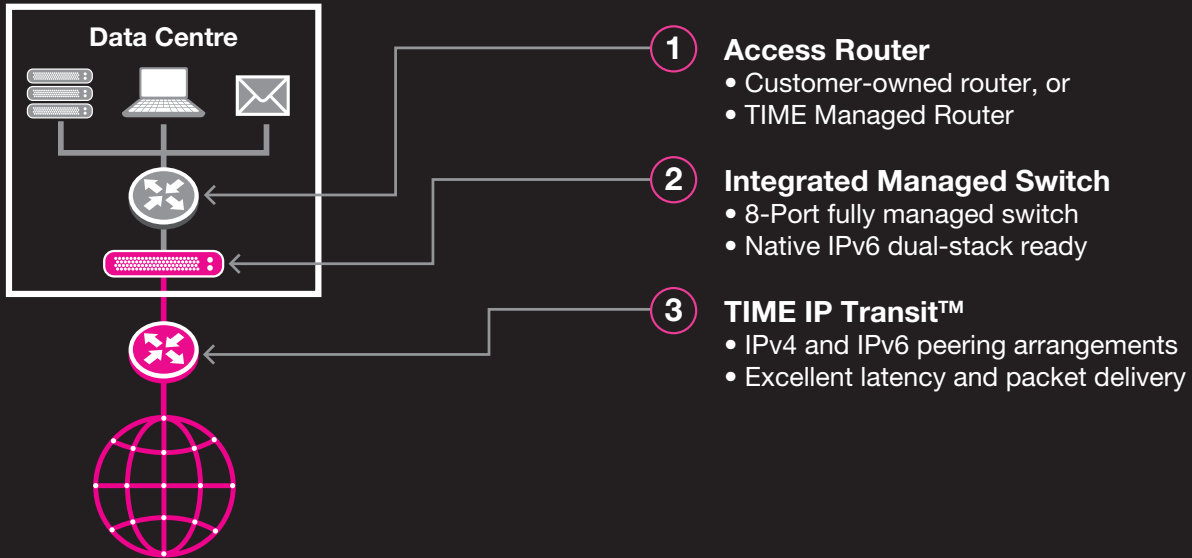 Data Centre
1
Access Router
• Customer-owned router, or
• TIME Managed Router
2
Integrated Managed Switch
• 8-Port fully managed switch
• Native IPv6 dual-stack ready
3
TIME IP Transit™
• IPv4 and IPv6 peering arrangements
• Excellent latency and packet delivery